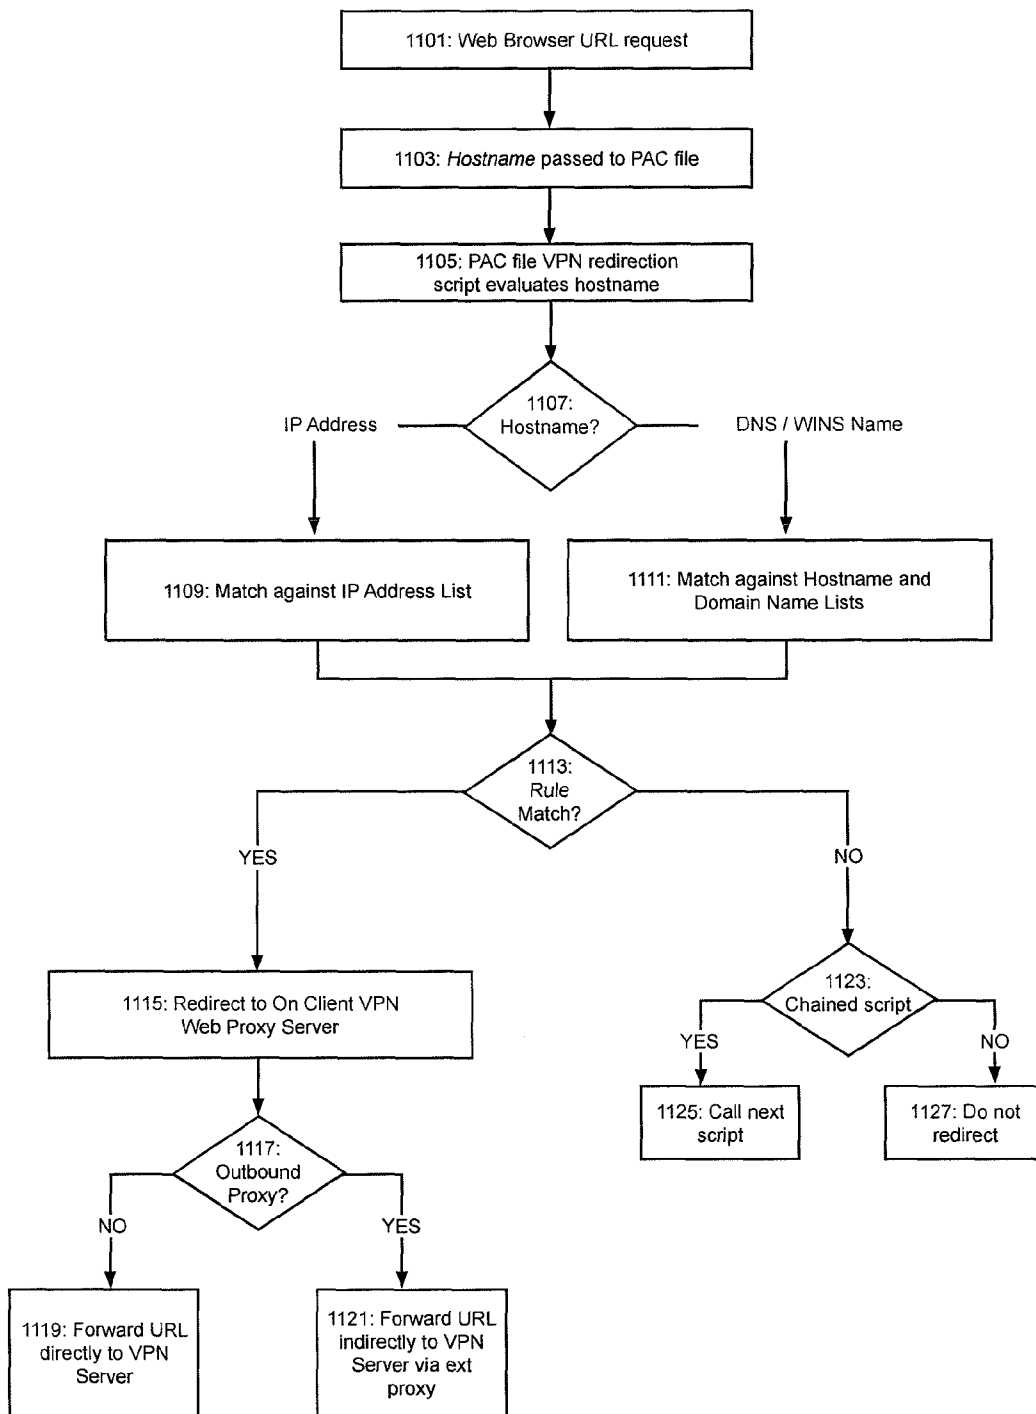 1101: Web Browser URL request
1103: Hostname passed to PAC file
1105: PAC file VPN redirection
script evaluates hostname
1107:
Hostname?
IP Address
DNS / WINS Name
1109: Match against IP Address List
1111: Match against Hostname and
Domain Name Lists
1113:
Rule
Match?
YES
NO
1115: Redirect to On Client VPN
Web Proxy Server
1123:
Chained script
YES
NO
1125: Call next
script
1127: Do not
redirect
1117:
Outbound
Proxy?
NO
YES
1119: Forward URL
directly to VPN
Server
1121: Forward URL
indirectly to VPN
Server via ext
proxy